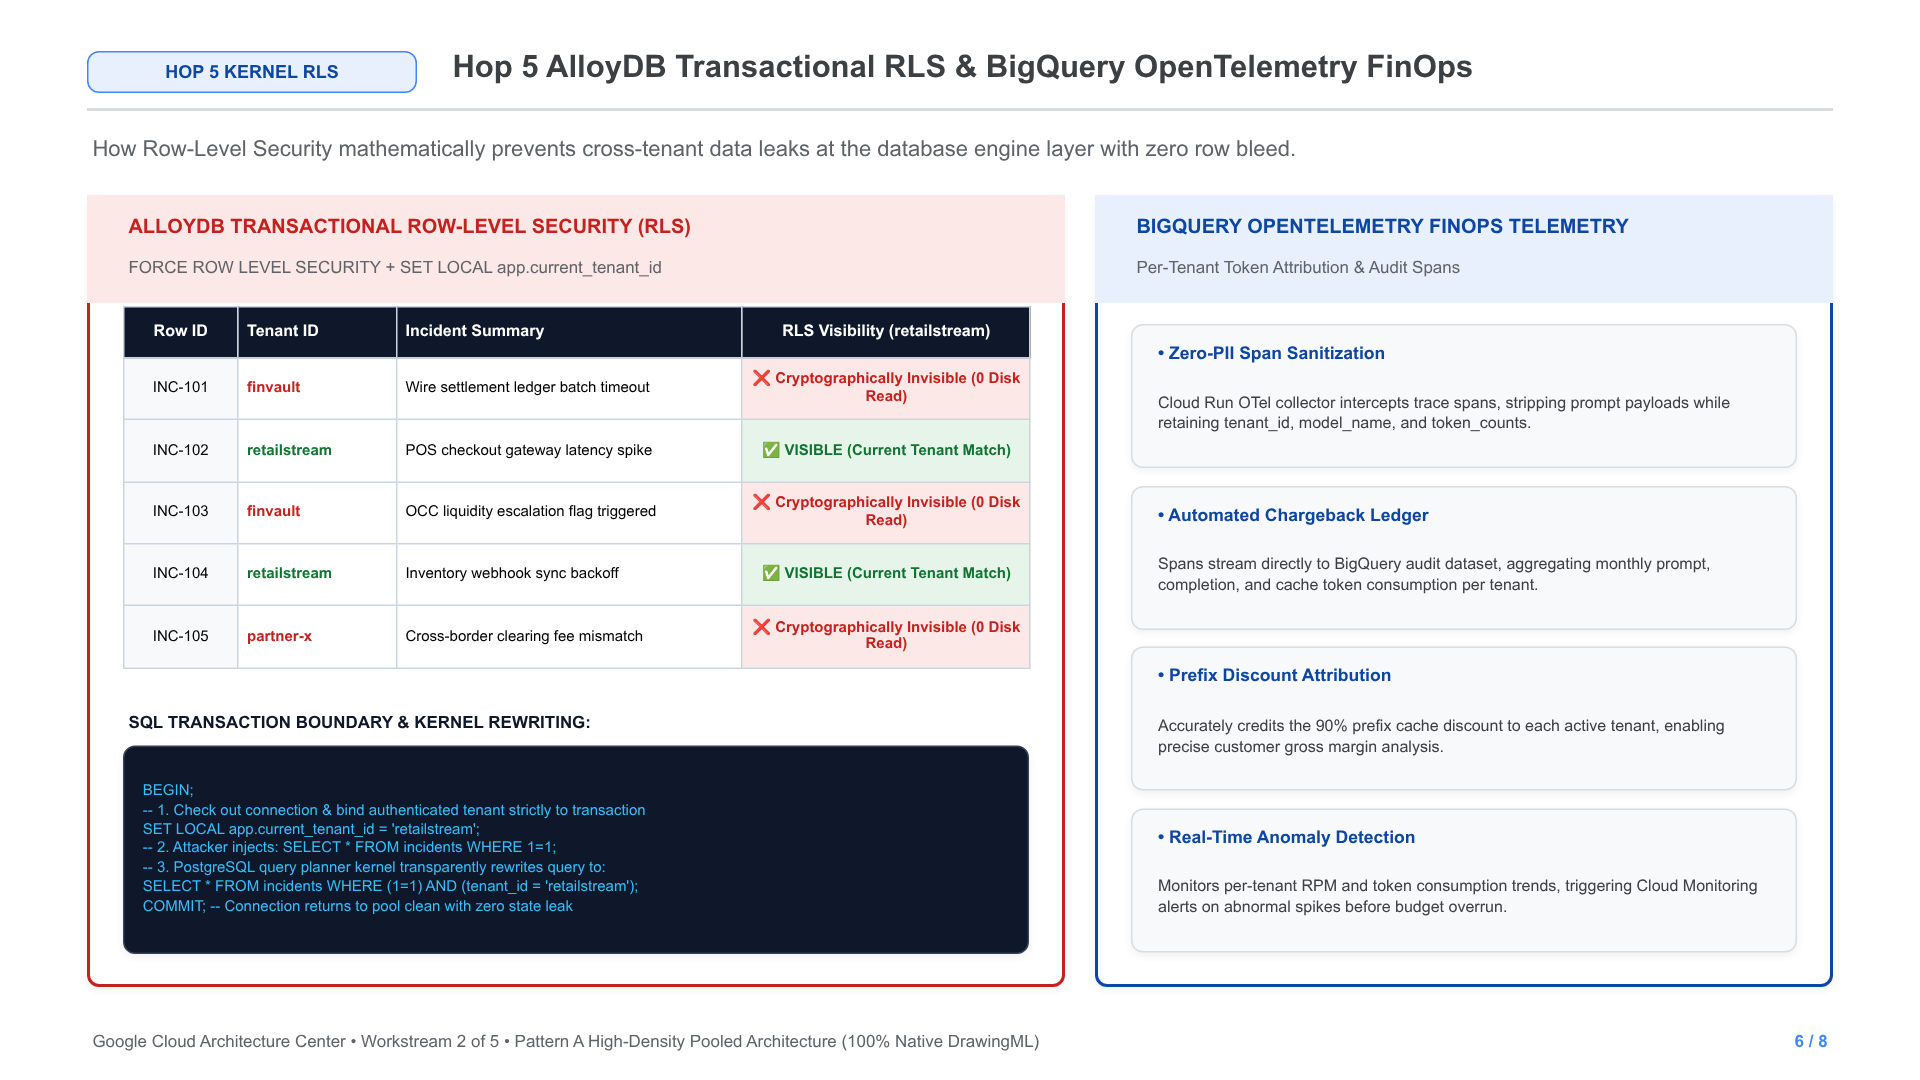 HOP 5 KERNEL RLS
Hop 5 AlloyDB Transactional RLS & BigQuery OpenTelemetry FinOps
How Row-Level Security mathematically prevents cross-tenant data leaks at the database engine layer with zero row bleed.
ALLOYDB TRANSACTIONAL ROW-LEVEL SECURITY (RLS)
FORCE ROW LEVEL SECURITY + SET LOCAL app.current_tenant_id
Row ID Tenant ID Incident Summary RLS Visibility (retailstream)
INC-101 finvault Wire settlement ledger batch timeout ❌ Cryptographically Invisible (0 Disk
Read)
INC-102 retailstream POS checkout gateway latency spike ✅ VISIBLE (Current Tenant Match)
INC-103 finvault OCC liquidity escalation flag triggered ❌ Cryptographically Invisible (0 Disk
Read)
INC-104 retailstream Inventory webhook sync backoff ✅ VISIBLE (Current Tenant Match)
INC-105 partner-x Cross-border clearing fee mismatch ❌ Cryptographically Invisible (0 Disk
Read)
SQL TRANSACTION BOUNDARY & KERNEL REWRITING:
BEGIN;
-- 1. Check out connection & bind authenticated tenant strictly to transaction
SET LOCAL app.current_tenant_id = 'retailstream';
-- 2. Attacker injects: SELECT * FROM incidents WHERE 1=1;
-- 3. PostgreSQL query planner kernel transparently rewrites query to:
SELECT * FROM incidents WHERE (1=1) AND (tenant_id = 'retailstream');
COMMIT; -- Connection returns to pool clean with zero state leak
BIGQUERY OPENTELEMETRY FINOPS TELEMETRY
Per-Tenant Token Attribution & Audit Spans
• Zero-PII Span Sanitization
Cloud Run OTel collector intercepts trace spans, stripping prompt payloads while
retaining tenant_id, model_name, and token_counts.
• Automated Chargeback Ledger
Spans stream directly to BigQuery audit dataset, aggregating monthly prompt,
completion, and cache token consumption per tenant.
• Prefix Discount Attribution
Accurately credits the 90% prefix cache discount to each active tenant, enabling
precise customer gross margin analysis.
• Real-Time Anomaly Detection
Monitors per-tenant RPM and token consumption trends, triggering Cloud Monitoring
alerts on abnormal spikes before budget overrun.
Google Cloud Architecture Center • Workstream 2 of 5 • Pattern A High-Density Pooled Architecture (100% Native DrawingML)
6 / 8